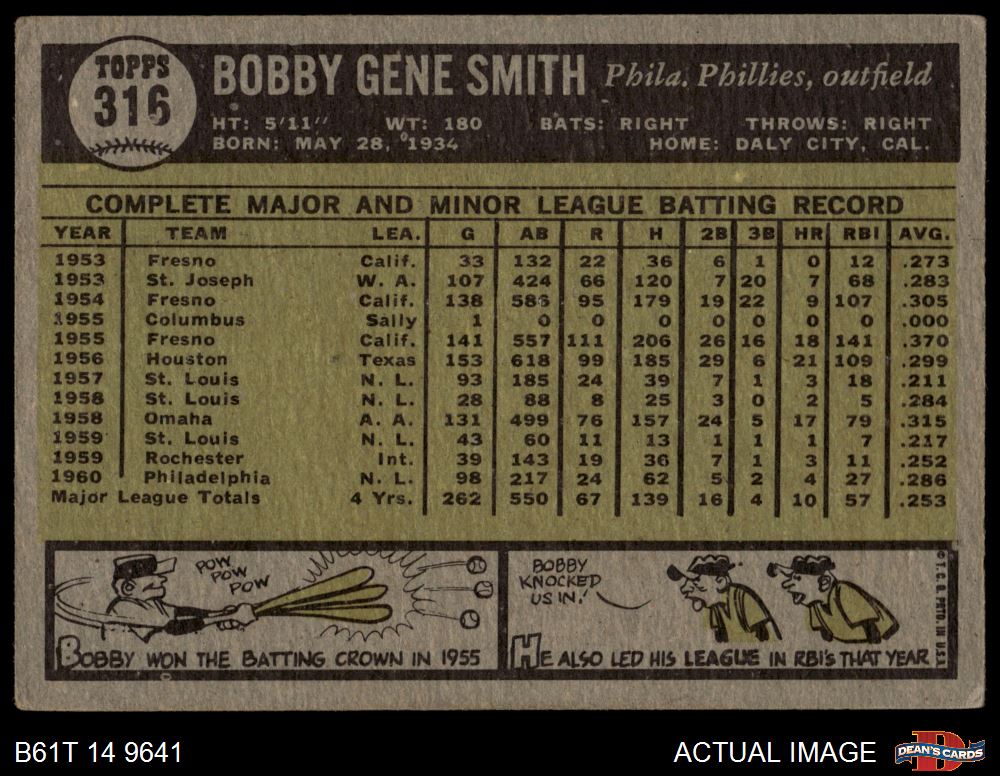 TOPPS
316
BOBBY GENE SMITH Phila. Phillies, outfield
HT: 5'11" WT: 180 BATS: RIGHT THROWS: RIGHT
BORN: MAY 28, 1934 HOME: DALY CITY, CAL.
COMPLETE MAJOR AND MINOR LEAGUE BATTING RECORD
YEAR TEAM LEA. G AB R H 2B 3B HR RBI AVG.
1953 Fresno Calif. 33 132 22 36 6 1 0 12 .273
1953 St. Joseph W. A. 107 424 66 120 7 20 7 68 .283
1954 Fresno Calif. 138 586 95 179 19 22 9 107 .305
1955 Columbus Sally 1 0 0 0 0 0 0 0 .000
1955 Fresno Calif. 141 557 111 206 26 16 18 141 .370
1956 Houston Texas 153 618 99 185 29 6 21 109 .299
1957 St. Louis N. L. 93 185 24 39 7 1 3 18 .211
1958 St. Louis N. L. 28 88 8 25 3 0 2 5 .284
1958 Omaha A. A. 131 499 76 157 24 5 17 79 .315
1959 St. Louis N. L. 43 60 11 13 1 1 1 7 .217
1959 Rochester Int. 39 143 19 36 7 1 3 11 .252
1960 Philadelphia N. L. 98 217 24 62 5 2 4 27 .286
Major League Totals 4 Yrs. 262 550 67 139 16 4 10 57 .253
POW
POW
POW
BOBBY WON THE BATTING CROWN IN 1955
BOBBY
KNOCKED
US IN!
HE ALSO LED HIS LEAGUE IN RBI'S THAT YEAR
© T.C.G. PRTD. IN U.S.A.
B61T 14 9641
ACTUAL IMAGE
D
DEAN'S CARDS